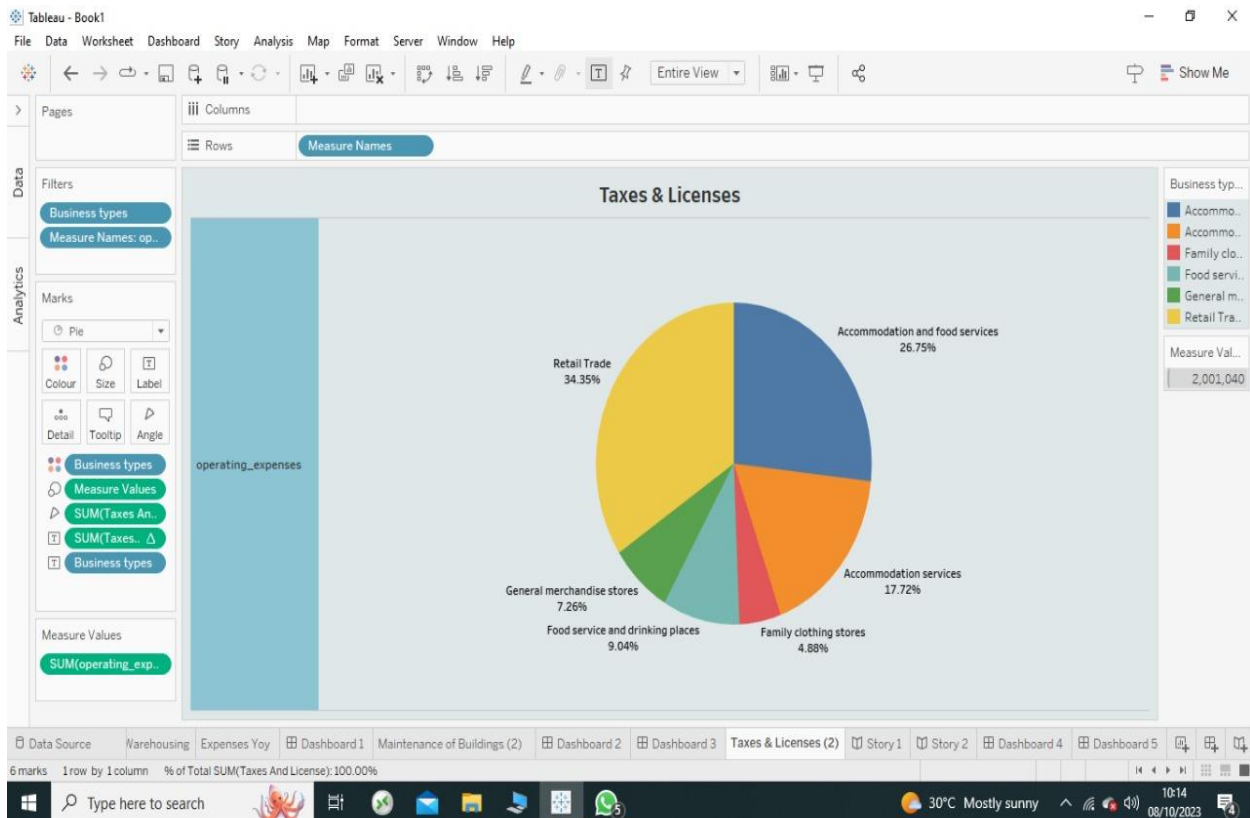 Tableau - Book1
File Data Worksheet Dashboard Story Analysis Map Format Server Window Help
Entire View
Show Me
Pages
Columns
Rows
Measure Names
Data
Analytics
Filters
Business types
Measure Names: op..
Marks
Pie
Colour Size Label
Detail Tooltip Angle
Business types
Measure Values
SUM(Taxes An..
SUM(Taxes.. Δ
Business types
Measure Values
SUM(operating_exp..
Taxes & Licenses
operating_expenses
Accommodation and food services
26.75%
Retail Trade
34.35%
Accommodation services
17.72%
General merchandise stores
7.26%
Food service and drinking places
9.04%
Family clothing stores
4.88%
Business typ...
Accommo..
Accommo..
Family clo..
Food servi..
General m..
Retail Tra..
Measure Val...
2,001,040
Data Source Warehousing Expenses Yoy Dashboard 1 Maintenance of Buildings (2) Dashboard 2 Dashboard 3 Taxes & Licenses (2) Story 1 Story 2 Dashboard 4 Dashboard 5
6 marks 1 row by 1 column % of Total SUM(Taxes And License): 100.00%
Type here to search
5
30°C Mostly sunny
10:14
08/10/2023
4